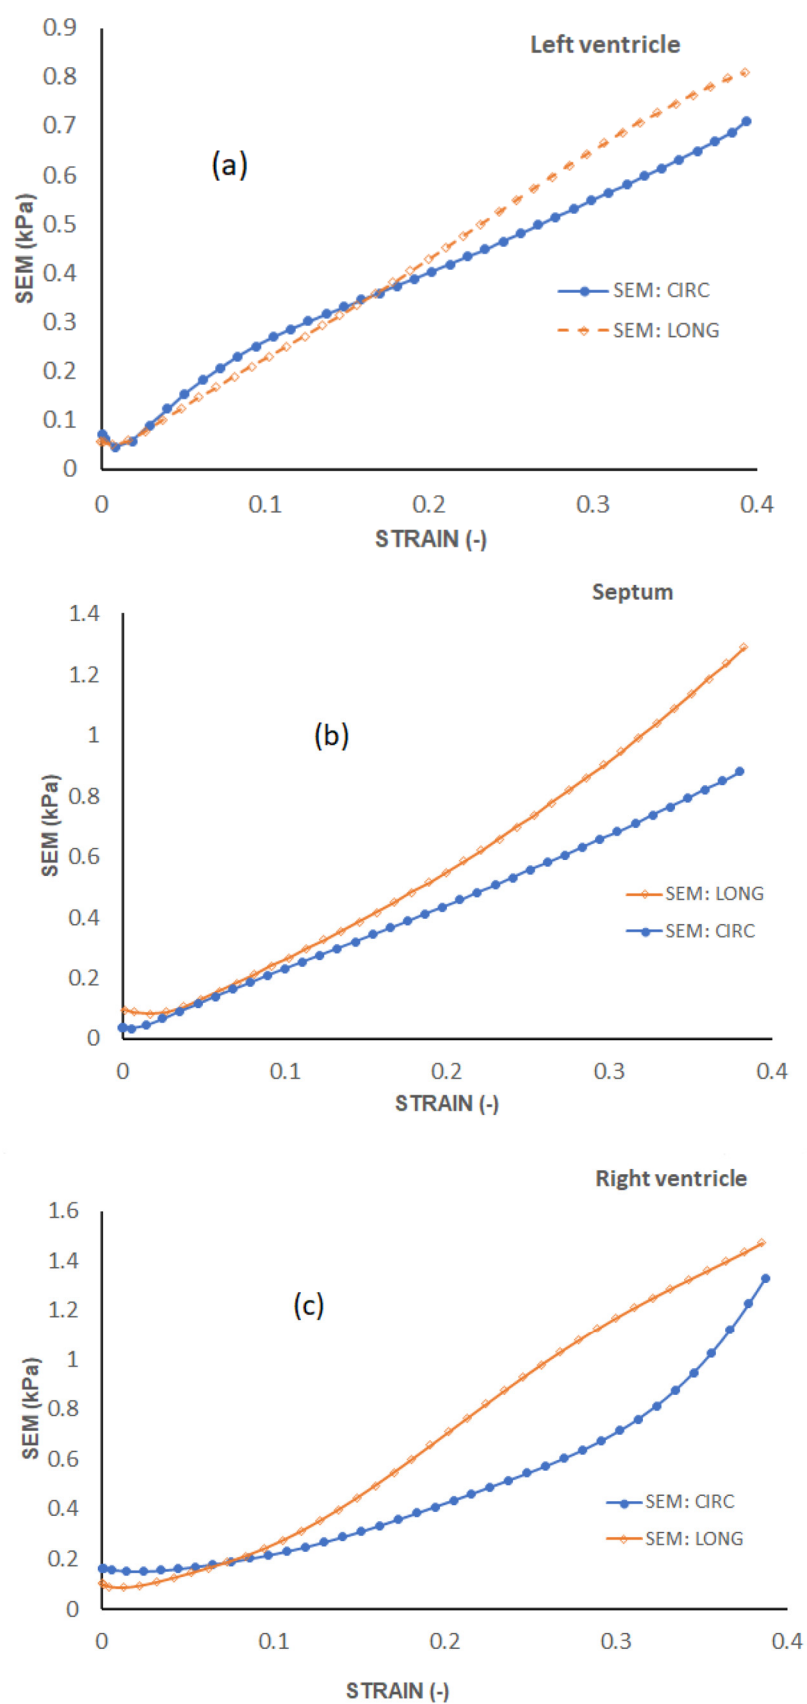 Left ventricle
0.9
0.8
0.7
0.6
0.5
0.4
0.3
0.2
0.1
0
(a)
SEM (kPa)
SEM: CIRC
SEM: LONG
0 0.1 0.2 0.3 0.4
STRAIN (-)
Septum
1.4
1.2
1
0.8
0.6
0.4
0.2
0
(b)
SEM (kPa)
SEM: LONG
SEM: CIRC
0 0.1 0.2 0.3 0.4
STRAIN (-)
Right ventricle
1.6
1.4
1.2
1
0.8
0.6
0.4
0.2
0
(c)
SEM (kPa)
SEM: CIRC
SEM: LONG
0 0.1 0.2 0.3 0.4
STRAIN (-)